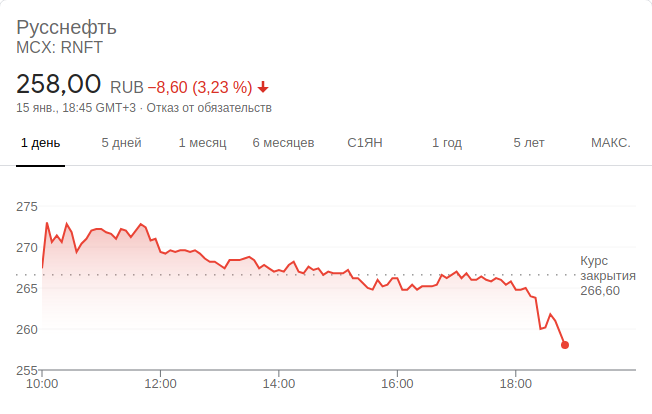 Русснефть
MCX: RNFT
258,00 RUB −8,60 (3,23 %)
15 янв., 18:45 GMT+3 · Отказ от обязательств
1 день 5 дней 1 месяц 6 месяцев С1ЯН 1 год 5 лет МАКС.
275
270
Курс
закрытия
266,60
265
260
255
10:00 12:00 14:00 16:00 18:00